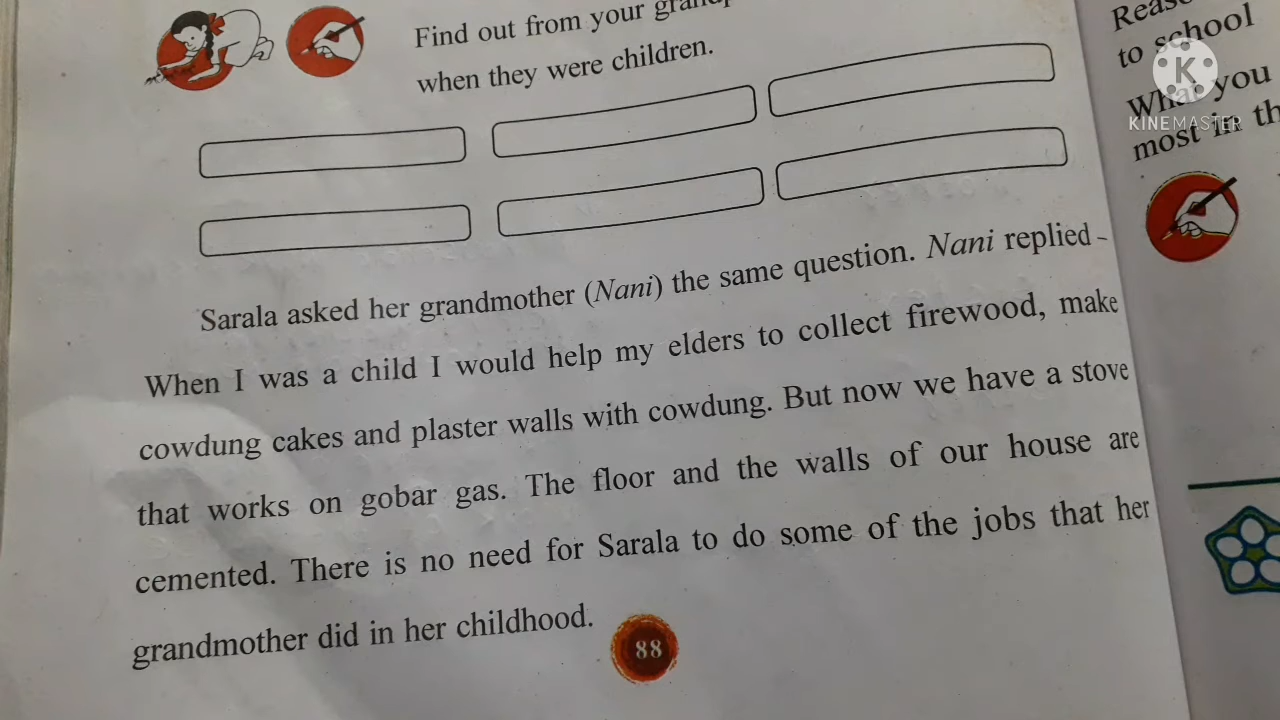 Find out from your
when they were children.
Sarala asked her grandmother (Nani) the same question. Nani replied -
When I was a child I would help my elders to collect firewood, make
cowdung cakes and plaster walls with cowdung. But now we have a stove
that works on gobar gas. The floor and the walls of our house are
cemented. There is no need for Sarala to do some of the jobs that her
grandmother did in her childhood.
88
to school
you
most in
K
KINEMASTER